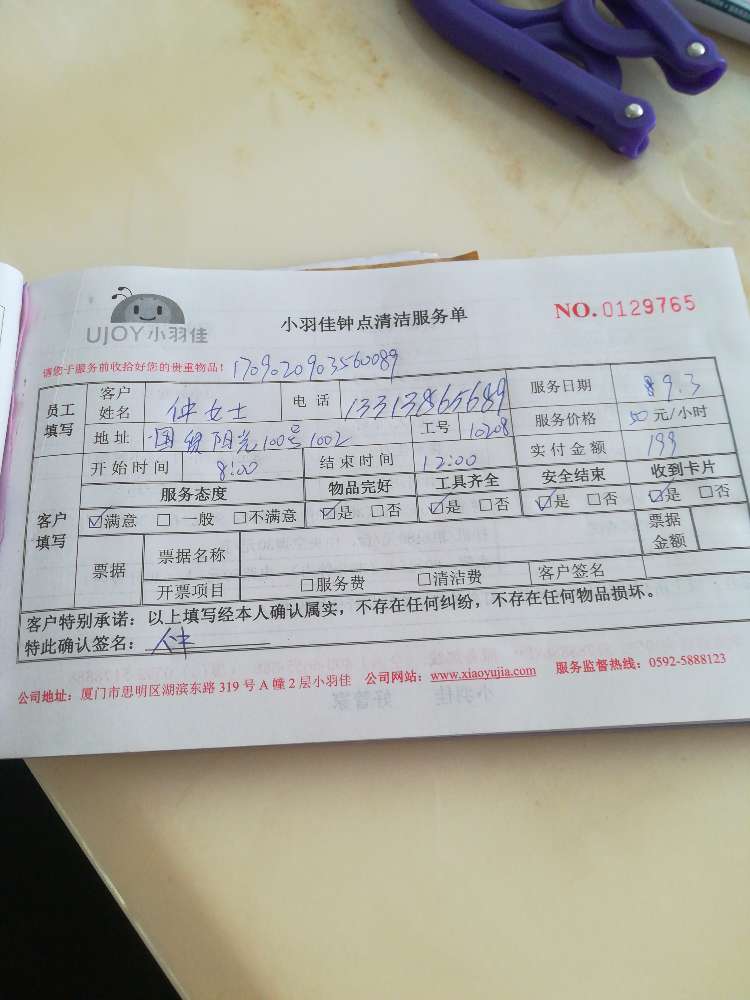 UJOY小羽佳
小羽佳钟点清洁服务单
NO.0129765
请您于服务前收拾好您的贵重物品！1709020903560089
员工填写 客户姓名 仲女士 电话 13313865689 服务日期 9.3
地址 国贸阳光100号1002 工号 10208 服务价格 50元/小时
客户填写 开始时间 8:00 结束时间 12:00 实付金额 199
服务态度 物品完好 工具齐全 安全结束 收到卡片
☑满意 □一般 □不满意 ☑是 □否 ☑是 □否 ☑是 □否 ☑是 □否
票据 票据名称 票据金额
开票项目 □服务费 □清洁费 客户签名
客户特别承诺：以上填写经本人确认属实，不存在任何纠纷，不存在任何物品损坏。
特此确认签名：仲
公司地址：厦门市思明区湖滨东路319号A幢2层小羽佳 公司网站：www.xiaoyujia.com 服务监督热线：0592-5888123